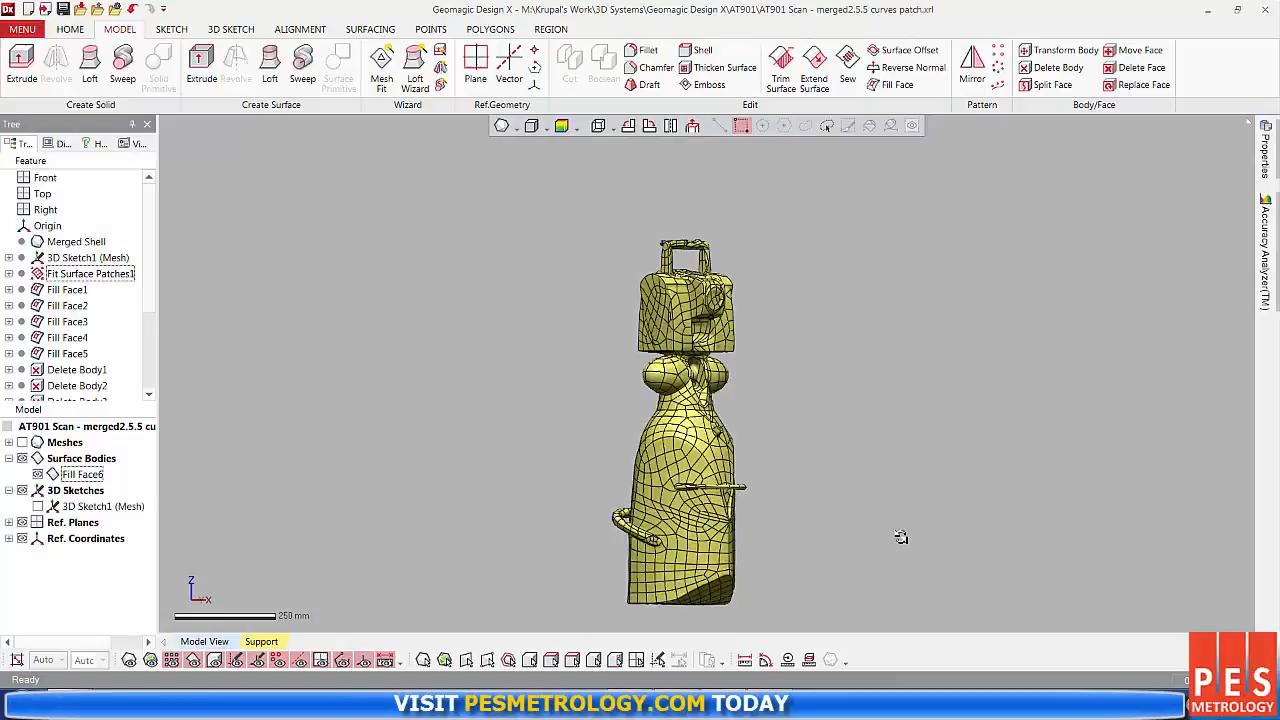 Geomagic Design X - M:\Krupal's Work\3D Systems\Geomagic Design X\AT901\AT901 Scan - merged2.5.5 curves patch.xrl
MENU HOME MODEL SKETCH 3D SKETCH ALIGNMENT SURFACING POINTS POLYGONS REGION
Extrude Revolve Loft Sweep Solid Primitive Extrude Revolve Loft Sweep Surface Primitive Mesh Fit Loft Wizard Plane Vector Cut Boolean Fillet Chamfer Draft Shell Thicken Surface Emboss Trim Surface Extend Surface Sew Surface Offset Reverse Normal Fill Face Mirror Transform Body Delete Body Split Face Move Face Delete Face Replace Face
Create Solid Create Surface Wizard Ref.Geometry Edit Pattern Body/Face
Tree
Tr... Di... H... Vi...
Feature
Front
Top
Right
Origin
Merged Shell
3D Sketch1 (Mesh)
Fit Surface Patches1
Fill Face1
Fill Face2
Fill Face3
Fill Face4
Fill Face5
Delete Body1
Delete Body2
Model
AT901 Scan - merged2.5.5 cu
Meshes
Surface Bodies
Fill Face6
3D Sketches
3D Sketch1 (Mesh)
Ref. Planes
Ref. Coordinates
Properties
Accuracy Analyzer(TM)
Z
X
250 mm
Model View Support
Auto Autc
Ready
VISIT PESMETROLOGY.COM TODAY
PES
METROLOGY